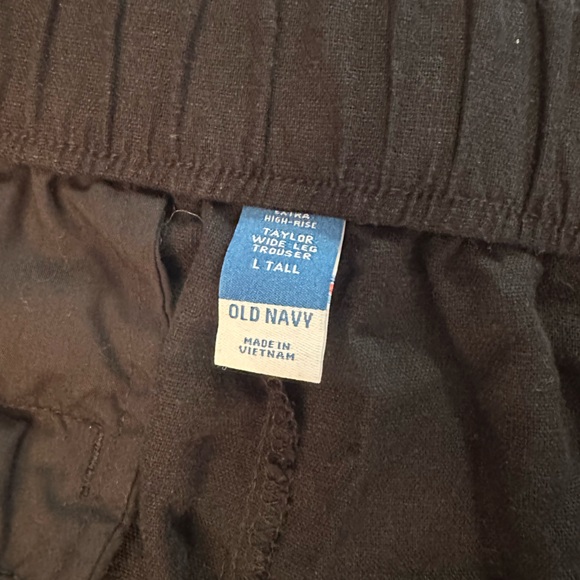 EXTRA
HIGH-RISE
TAYLOR
WIDE LEG
TROUSER
L TALL
OLD NAVY
MADE IN
VIETNAM